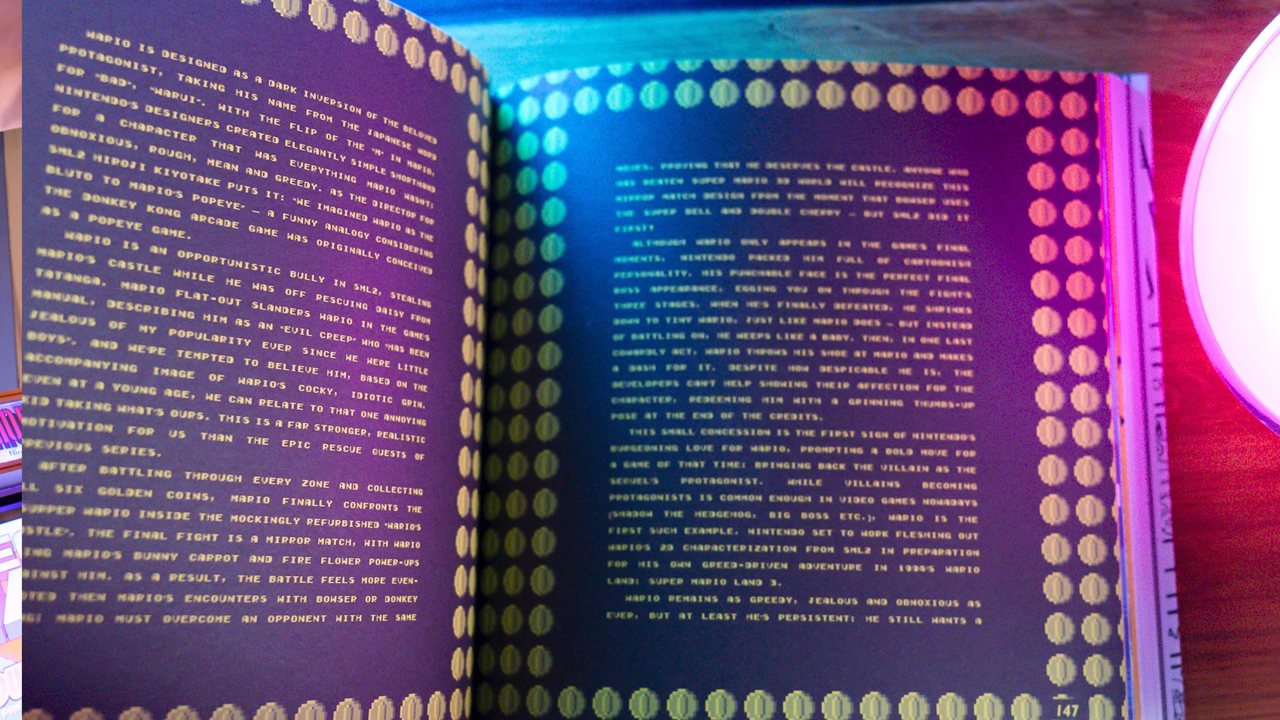 WARIO IS DESIGNED AS A DARK INVERSION OF THE BELOVED
PROTAGONIST, TAKING HIS NAME FROM THE JAPANESE WORD
FOR "BAD", "WARUI". WITH THE FLIP OF THE "M" IN MARIO,
NINTENDO'S DESIGNERS CREATED ELEGANTLY SIMPLE SHORTHAND
FOR A CHARACTER THAT WAS EVERYTHING MARIO WASN'T:
OBNOXIOUS, ROUGH, MEAN AND GREEDY. AS THE DIRECTOR FOR
SML2 HIROJI KIYOTAKE PUTS IT: "WE IMAGINED WARIO AS THE
BLUTO TO MARIO'S POPEYE" – A FUNNY ANALOGY CONSIDERING
THE DONKEY KONG ARCADE GAME WAS ORIGINALLY CONCEIVED
AS A POPEYE GAME.
WARIO IS AN OPPORTUNISTIC BULLY IN SML2, STEALING
MARIO'S CASTLE WHILE HE WAS OFF RESCUING DAISY FROM
TATANGA. MARIO FLAT-OUT SLANDERS WARIO IN THE GAMES
MANUAL, DESCRIBING HIM AS AN "EVIL CREEP" WHO "HAS BEEN
JEALOUS OF MY POPULARITY EVER SINCE WE WERE LITTLE
BOYS". AND WE'RE TEMPTED TO BELIEVE HIM, BASED ON THE
ACCOMPANYING IMAGE OF WARIO'S COCKY, IDIOTIC GRIN.
EVEN AT A YOUNG AGE, WE CAN RELATE TO THAT ONE ANNOYING
KID TAKING WHAT'S OURS. THIS IS A FAR STRONGER, REALISTIC
MOTIVATION FOR US THAN THE EPIC RESCUE QUESTS OF
PREVIOUS SERIES.
AFTER BATTLING THROUGH EVERY ZONE AND COLLECTING
LL SIX GOLDEN COINS, MARIO FINALLY CONFRONTS THE
UPPER WARIO INSIDE THE MOCKINGLY REFURBISHED "WARIO'S
STLE". THE FINAL FIGHT IS A MIRROR MATCH, WITH WARIO
ING MARIO'S BUNNY CARROT AND FIRE FLOWER POWER-UPS
AINST HIM. AS A RESULT, THE BATTLE FEELS MORE EVEN-
OTED THEN MARIO'S ENCOUNTERS WITH BOWSER OR DONKEY
NG: MARIO MUST OVERCOME AN OPPONENT WITH THE SAME
MOVES, PROVING THAT HE DESERVES THE CASTLE. ANYONE WHO
HAS BEATEN SUPER MARIO 3D WORLD WILL RECOGNIZE THIS
MIRROR MATCH DESIGN FROM THE MOMENT THAT BOWSER USES
THE SUPER BELL AND DOUBLE CHERRY – BUT SML2 DID IT
FIRST!
ALTHOUGH WARIO ONLY APPEARS IN THE GAMES FINAL
MOMENTS, NINTENDO PACKED HIM FULL OF CARTOONISH
PERSONALITY. HIS PUNCHABLE FACE IS THE PERFECT FINAL
BOSS APPEARANCE, EGGING YOU ON THROUGH THE FIGHT'S
THREE STAGES. WHEN HE'S FINALLY DEFEATED, HE SHRINKS
DOWN TO TINY WARIO, JUST LIKE MARIO DOES – BUT INSTEAD
OF BATTLING ON, HE WEEPS LIKE A BABY. THEN, IN ONE LAST
COWARDLY ACT, WARIO THROWS HIS SHOE AT MARIO AND MAKES
A DASH FOR IT. DESPITE HOW DESPICABLE HE IS, THE
DEVELOPERS CAN'T HELP SHOWING THEIR AFFECTION FOR THE
CHARACTER, REDEEMING HIM WITH A GRINNING THUMBS-UP
POSE AT THE END OF THE CREDITS.
THIS SMALL CONCESSION IS THE FIRST SIGN OF NINTENDO'S
BURGEONING LOVE FOR WARIO, PROMPTING A BOLD MOVE FOR
A GAME OF THAT TIME: BRINGING BACK THE VILLAIN AS THE
SEQUEL'S PROTAGONIST. WHILE VILLAINS BECOMING
PROTAGONISTS IS COMMON ENOUGH IN VIDEO GAMES NOWADAYS
(SHADOW THE HEDGEHOG, BIG BOSS ETC.), WARIO IS THE
FIRST SUCH EXAMPLE. NINTENDO SET TO WORK FLESHING OUT
WARIO'S 2D CHARACTERIZATION FROM SML2 IN PREPARATION
FOR HIS OWN GREED-DRIVEN ADVENTURE IN 1994'S WARIO
LAND: SUPER MARIO LAND 3.
WARIO REMAINS AS GREEDY, JEALOUS AND OBNOXIOUS AS
EVER, BUT AT LEAST HE'S PERSISTENT: HE STILL WANTS A
147